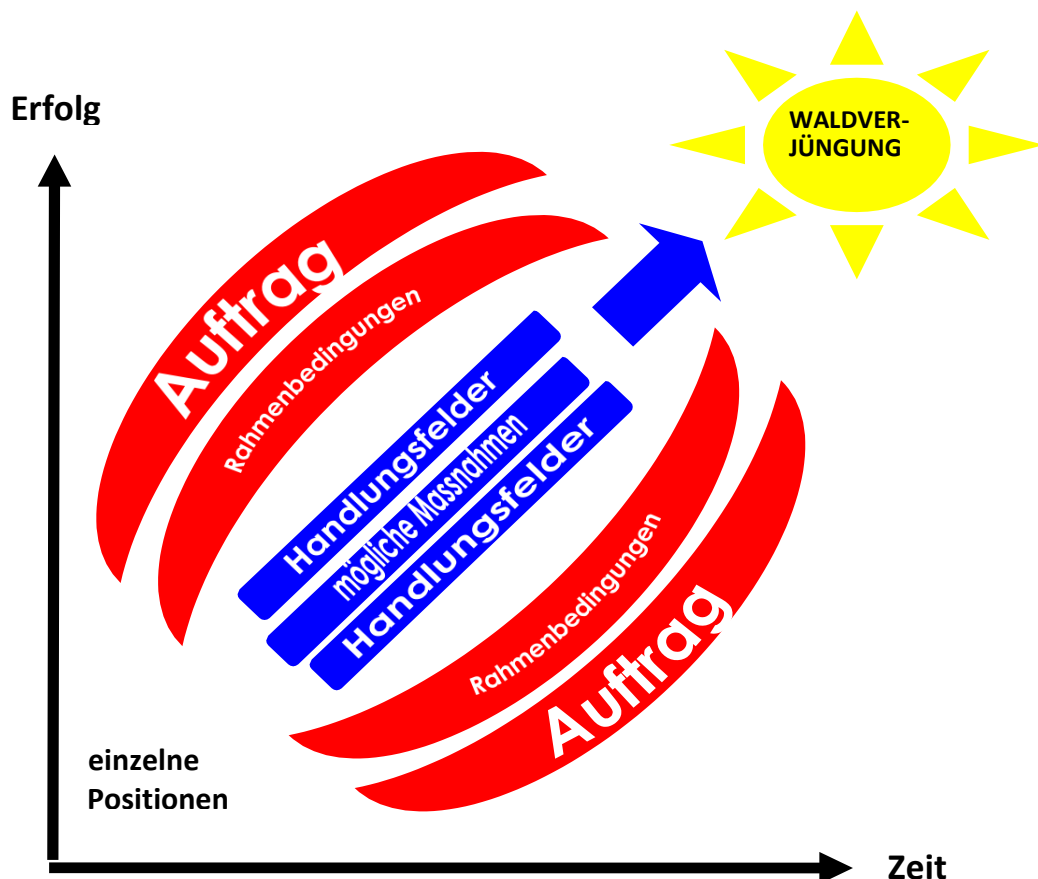 Erfolg
WALDVER-
JÜNGUNG
Auftrag
Rahmenbedingungen
Handlungsfelder
mögliche Massnahmen
Handlungsfelder
Rahmenbedingungen
Auftrag
einzelne
Positionen
Zeit